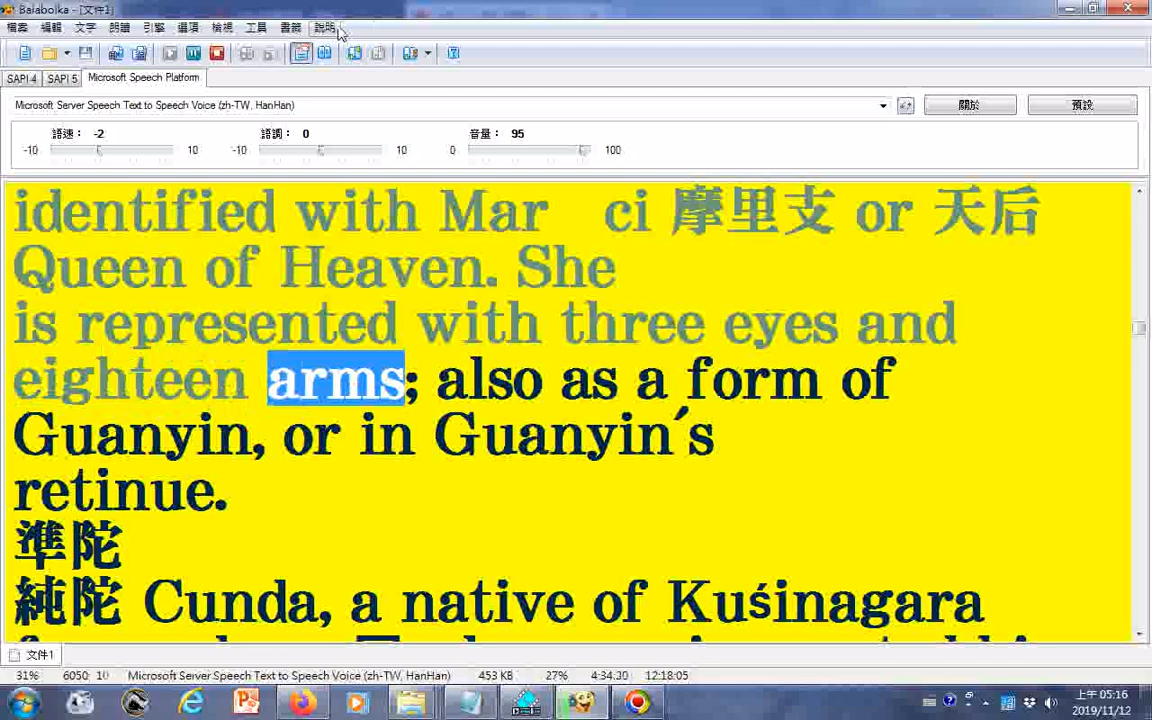 Balabolka - [文件1]
檔案 編輯 文字 朗讀 引擎 選項 檢視 工具 書籤 說明
SAPI 4 SAPI 5 Microsoft Speech Platform
Microsoft Server Speech Text to Speech Voice (zh-TW, HanHan) 關於 預設
語速： -2 語調： 0 音量： 95
-10 10 -10 10 0 100
identified with Mar ci 摩里支 or 天后
Queen of Heaven. She
is represented with three eyes and
eighteen arms; also as a form of
Guanyin, or in Guanyin′s
retinue.
準陀
純陀 Cunda, a native of Kuśinagara
文件1
31% 6050: 10 Microsoft Server Speech Text to Speech Voice (zh-TW, HanHan) 453 KB 27% 4:34.30 12:18:05
上午 05:16
2019/11/12